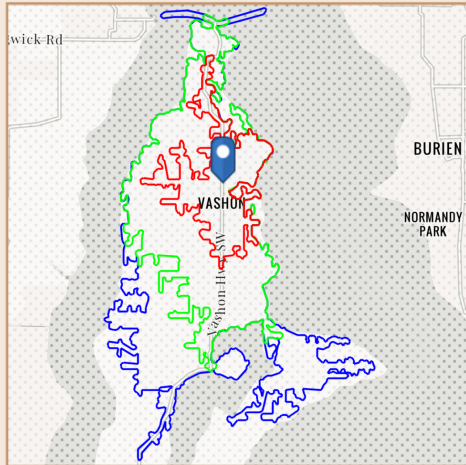 wick Rd
BURIEN
VASHON
NORMANDY
PARK
Vashon Hwy SW